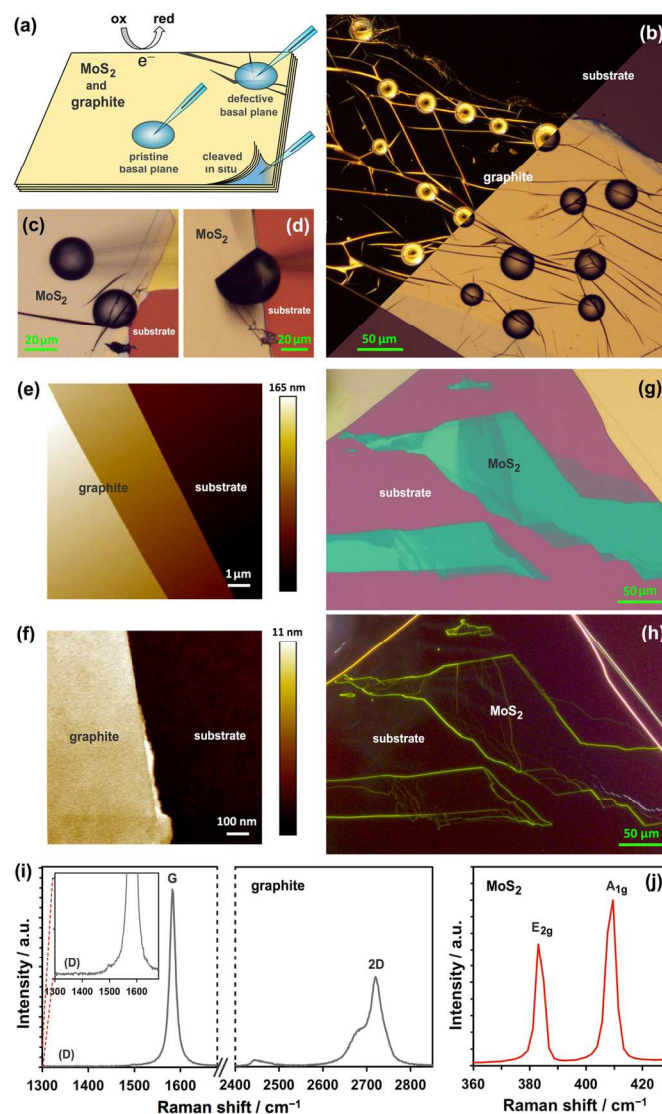 (a)
ox
red
e⁻
MoS₂
and
graphite
defective
basal plane
pristine
basal plane
cleaved
in situ
(b)
substrate
graphite
50 µm
(c)
MoS₂
substrate
20 µm
(d)
MoS₂
substrate
20 µm
(e)
165 nm
graphite
substrate
1 µm
(g)
MoS₂
substrate
50 µm
(f)
11 nm
graphite
substrate
100 nm
(h)
MoS₂
substrate
50 µm
(i)
G
graphite
(D)
1300 1400 1500 1600
2D
(D)
Intensity / a.u.
1300 1400 1500 1600 2400 2500 2600 2700 2800
Raman shift / cm⁻¹
(j)
MoS₂
A₁g
E₂g
Intensity / a.u.
360 380 400 420
Raman shift / cm⁻¹